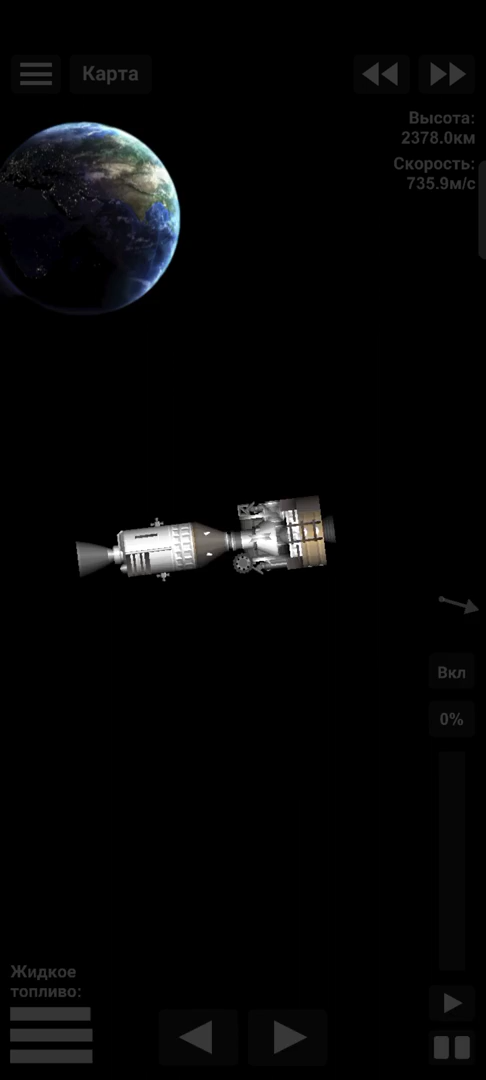 Карта
Высота:
2378.0км
Скорость:
735.9м/с
Вкл
0%
Жидкое
топливо: